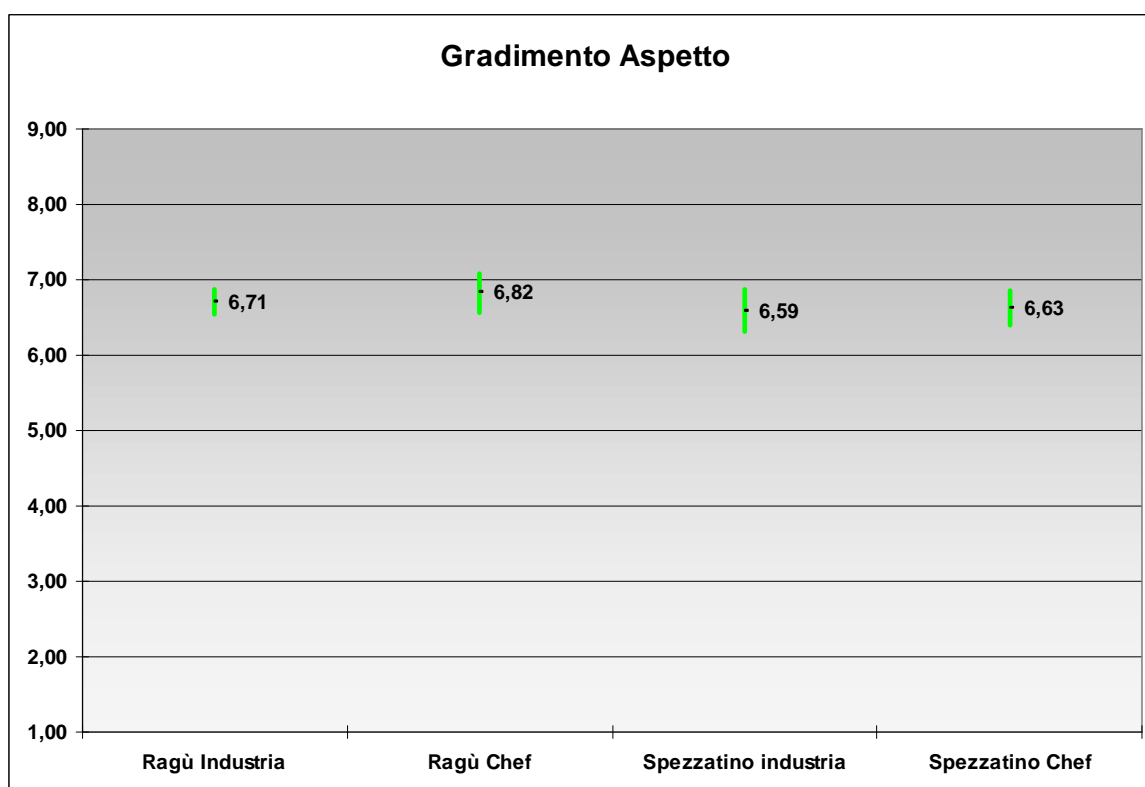 Gradimento Aspetto
9,00
8,00
7,00
6,00
5,00
4,00
3,00
2,00
1,00
6,71
6,82
6,59
6,63
Ragù Industria
Ragù Chef
Spezzatino industria
Spezzatino Chef